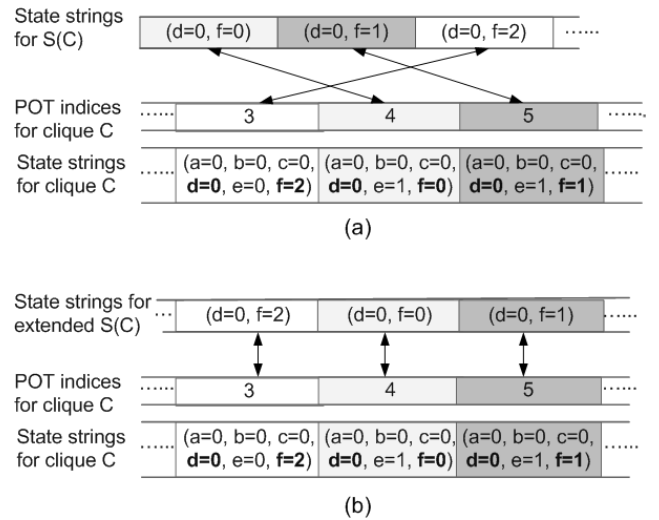 State strings for S(C) (d=0, f=0) (d=0, f=1) (d=0, f=2) ......
POT indices for clique C ...... 3 4 5 ......
State strings for clique C ...... (a=0, b=0, c=0, d=0, e=0, f=2) (a=0, b=0, c=0, d=0, e=1, f=0) (a=0, b=0, c=0, d=0, e=1, f=1) ......
(a)
State strings for extended S(C) ... (d=0, f=2) (d=0, f=0) (d=0, f=1) ......
POT indices for clique C ...... 3 4 5 ......
State strings for clique C ...... (a=0, b=0, c=0, d=0, e=0, f=2) (a=0, b=0, c=0, d=0, e=1, f=0) (a=0, b=0, c=0, d=0, e=1, f=1) ......
(b)